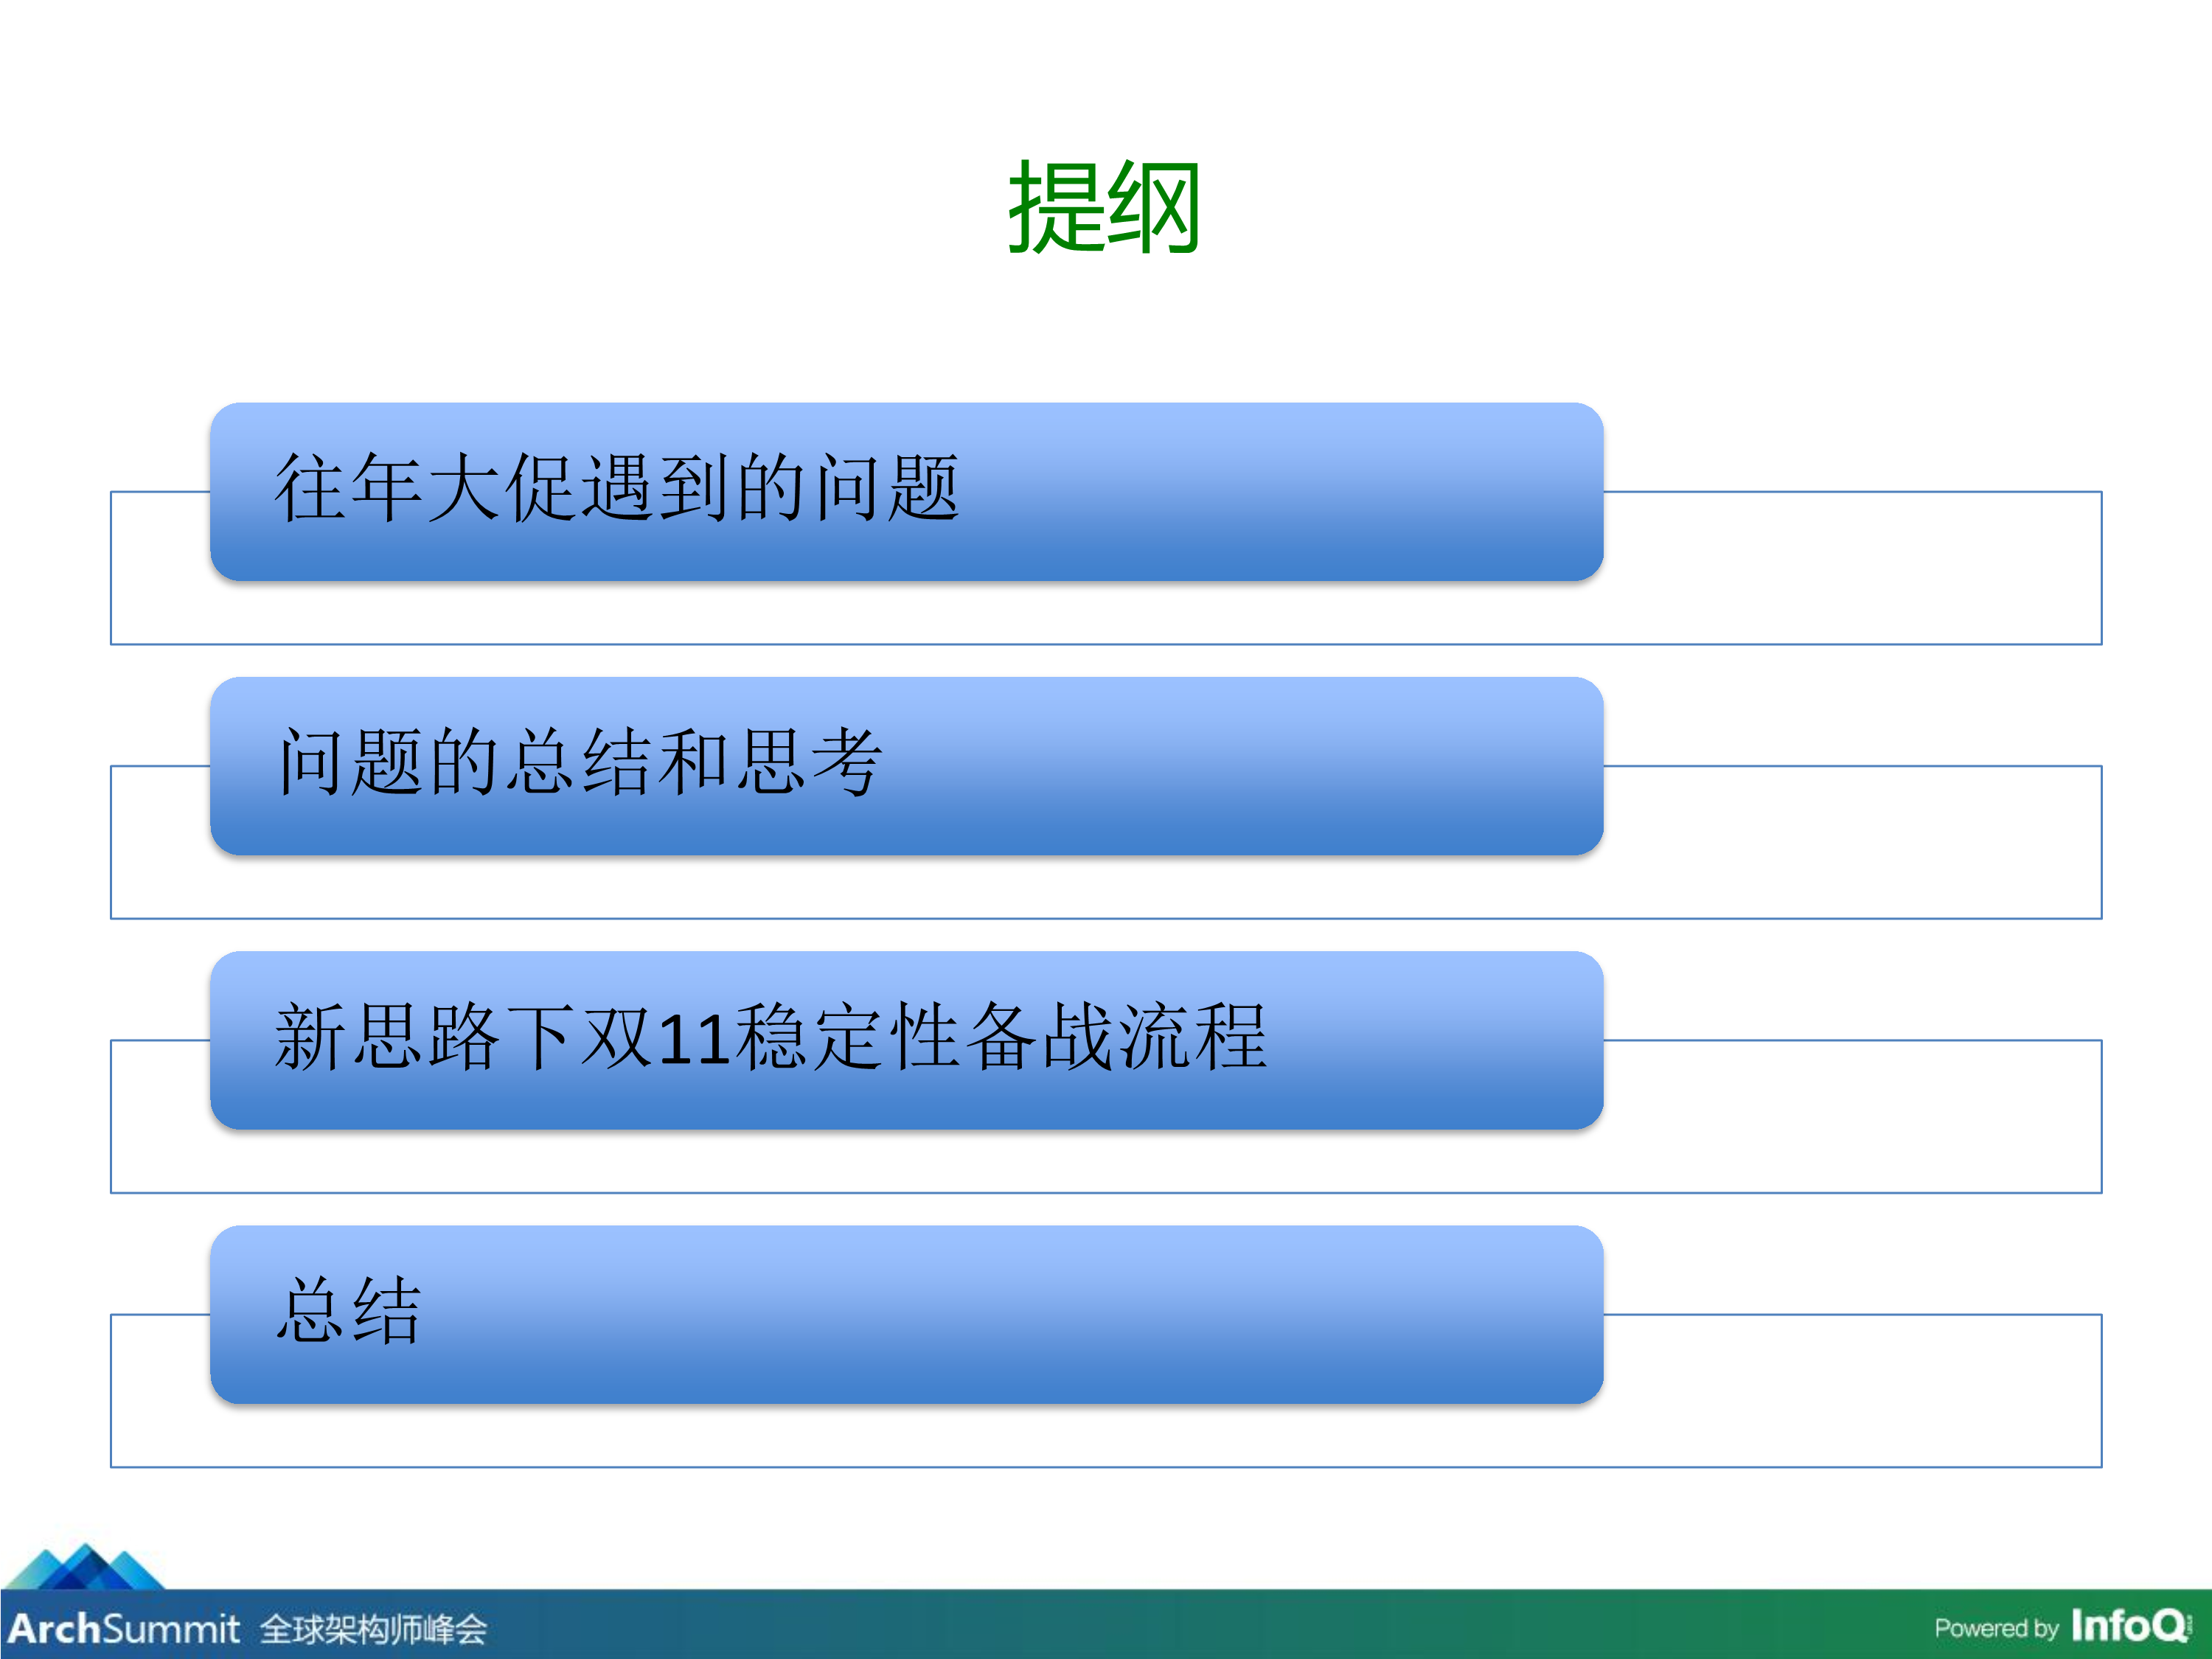 提纲
往年大促遇到的问题
问题的总结和思考
新思路下双11稳定性备战流程
总结
ArchSummit 全球架构师峰会
Powered by InfoQ